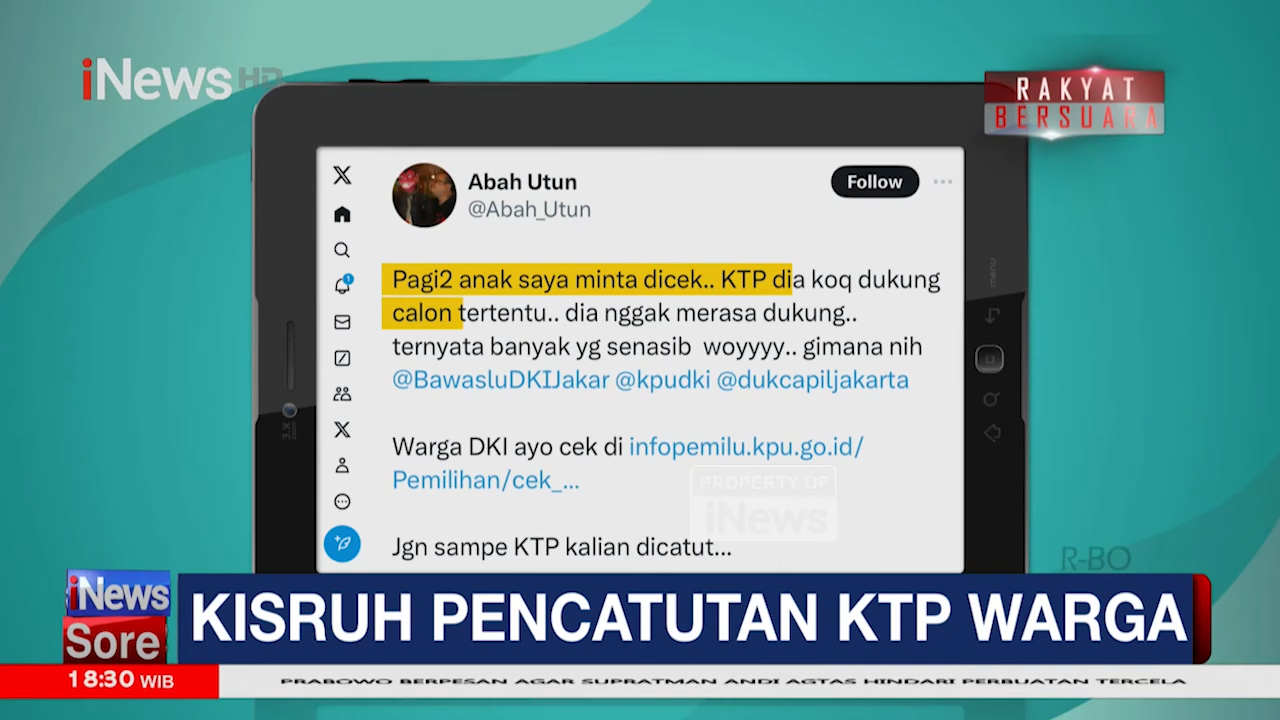 iNews HD
RAKYAT
BERSUARA
Abah Utun
@Abah_Utun
Follow
Pagi2 anak saya minta dicek.. KTP dia koq dukung
calon tertentu.. dia nggak merasa dukung..
ternyata banyak yg senasib woyyyy.. gimana nih
@BawasluDKIJakar @kpudki @dukcapiljakarta
Warga DKI ayo cek di infopemilu.kpu.go.id/
Pemilihan/cek_...
Jgn sampe KTP kalian dicatut...
PROPERTY OF
iNews
menu
R-BO
iNews
Sore
KISRUH PENCATUTAN KTP WARGA
18:30 WIB
PRABOWO BERPESAN AGAR SUPRATMAN ANDI AGTAS HINDARI PERBUATAN TERCELA